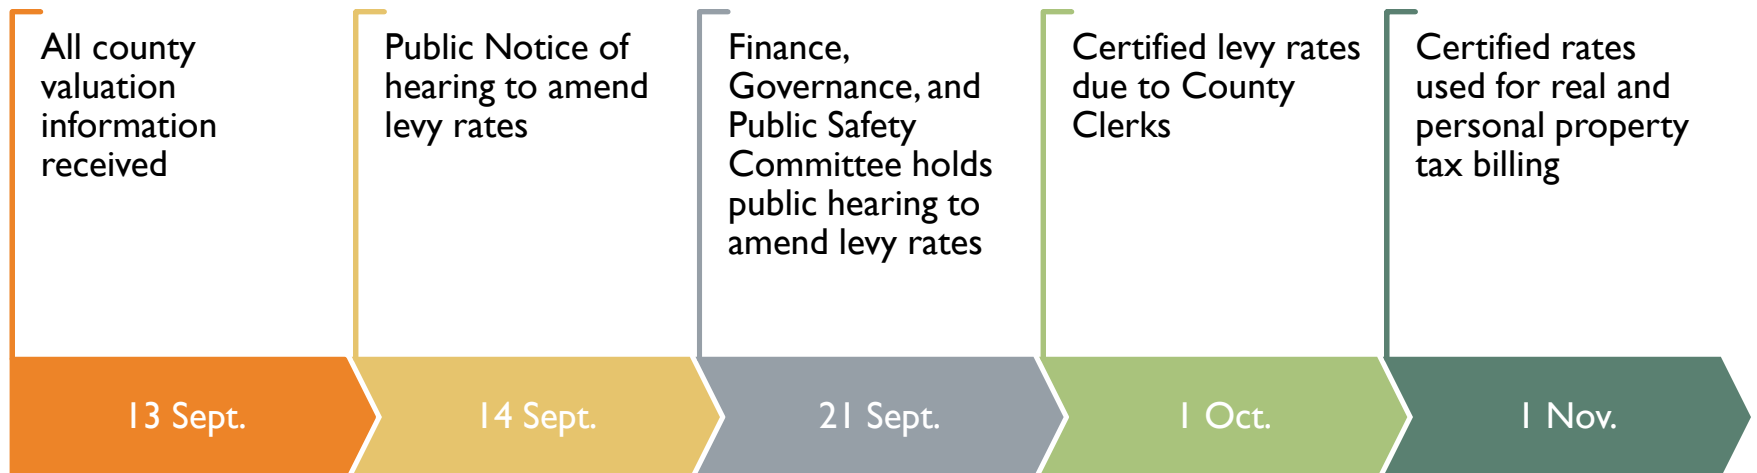 All county
valuation
information
received
Public Notice of
hearing to amend
levy rates
Finance,
Governance, and
Public Safety
Committee holds
public hearing to
amend levy rates
Certified levy rates
due to County
Clerks
Certified rates
used for real and
personal property
tax billing
13 Sept.
14 Sept.
21 Sept.
1 Oct.
1 Nov.